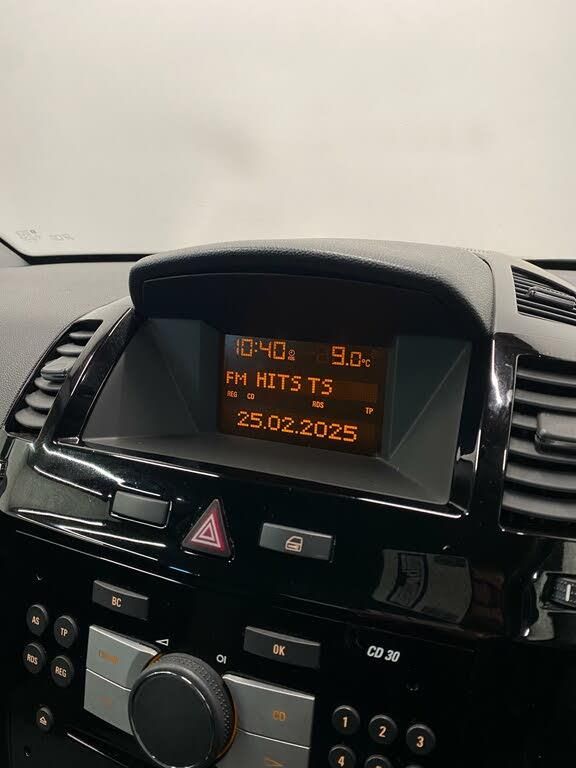 10:40 9.0°C
FM HITS TS
REG CD RDS TP
25.02.2025
BC
OK
CD 30
AS TP
RDS REG
CD
1 2 3
4